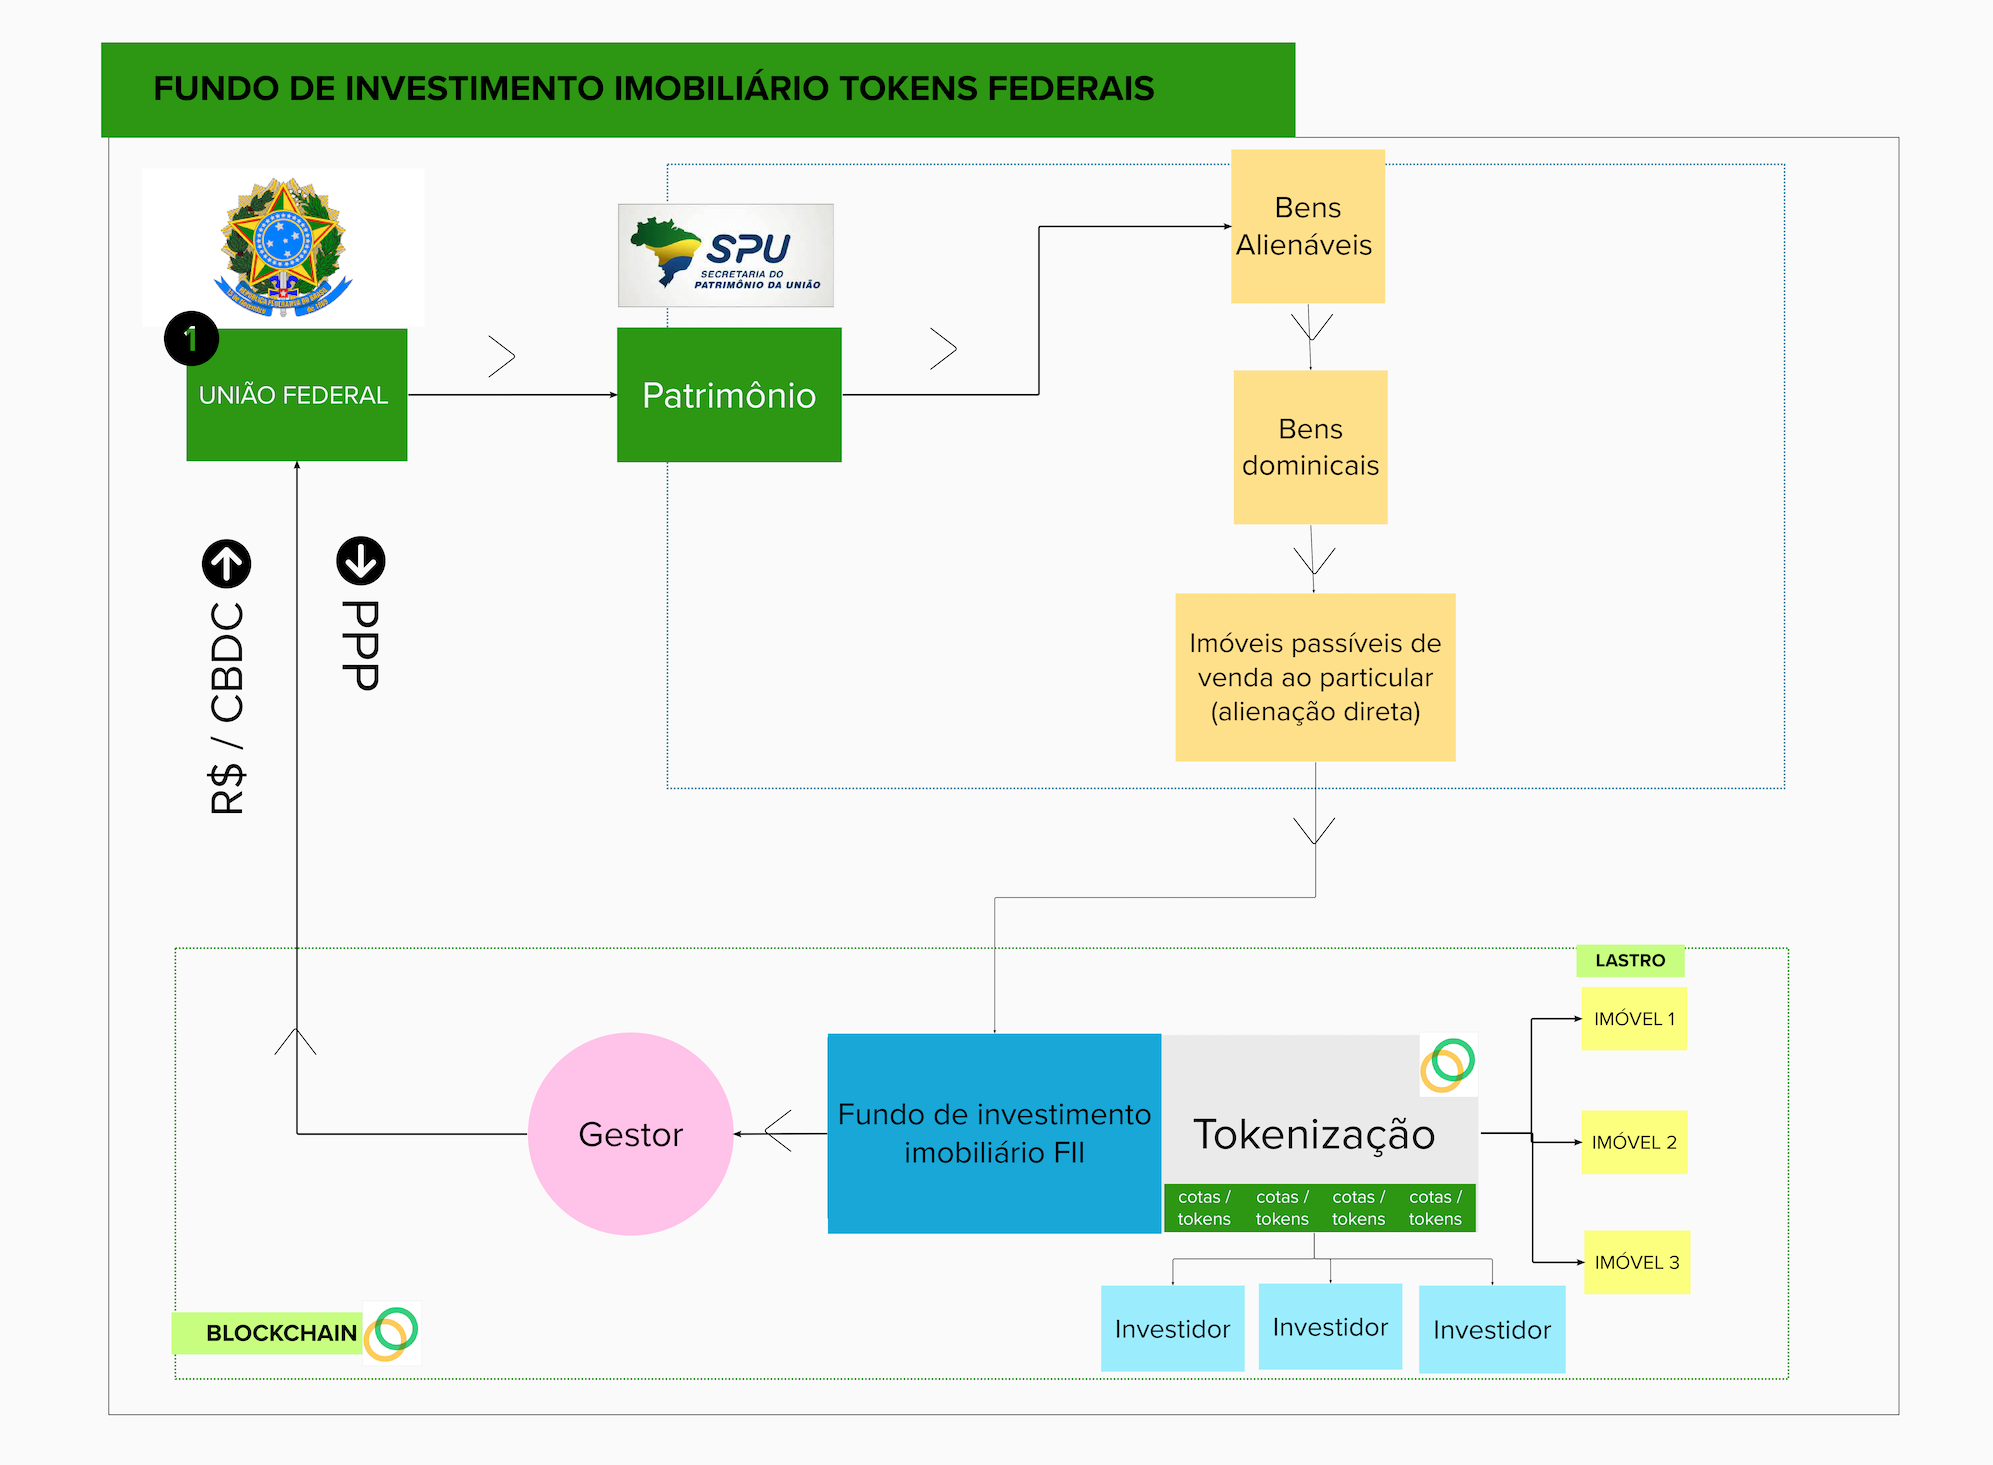 FUNDO DE INVESTIMENTO IMOBILIÁRIO TOKENS FEDERAIS
1
UNIÃO FEDERAL
SPU
SECRETARIA DO
PATRIMÔNIO DA UNIÃO
Patrimônio
Bens
Alienáveis
Bens
dominicais
Imóveis passíveis de
venda ao particular
(alienação direta)
R$ / CBDC
PPP
LASTRO
IMÓVEL 1
IMÓVEL 2
IMÓVEL 3
Gestor
Fundo de investimento
imobiliário FII
Tokenização
cotas /
tokens
cotas /
tokens
cotas /
tokens
cotas /
tokens
Investidor
Investidor
Investidor
BLOCKCHAIN